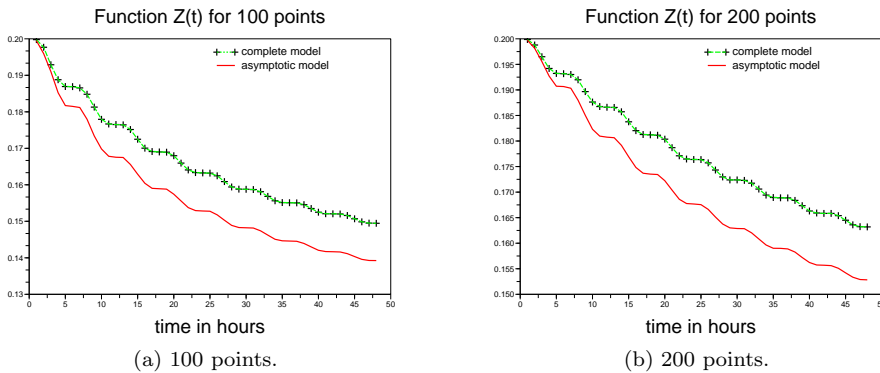 Function Z(t) for 100 points
0.20
0.19
0.18
0.17
0.16
0.15
0.14
0.13
0 5 10 15 20 25 30 35 40 45 50
complete model
asymptotic model
time in hours
(a) 100 points.
Function Z(t) for 200 points
0.200
0.195
0.190
0.185
0.180
0.175
0.170
0.165
0.160
0.155
0.150
0 5 10 15 20 25 30 35 40 45
complete model
asymptotic model
time in hours
(b) 200 points.